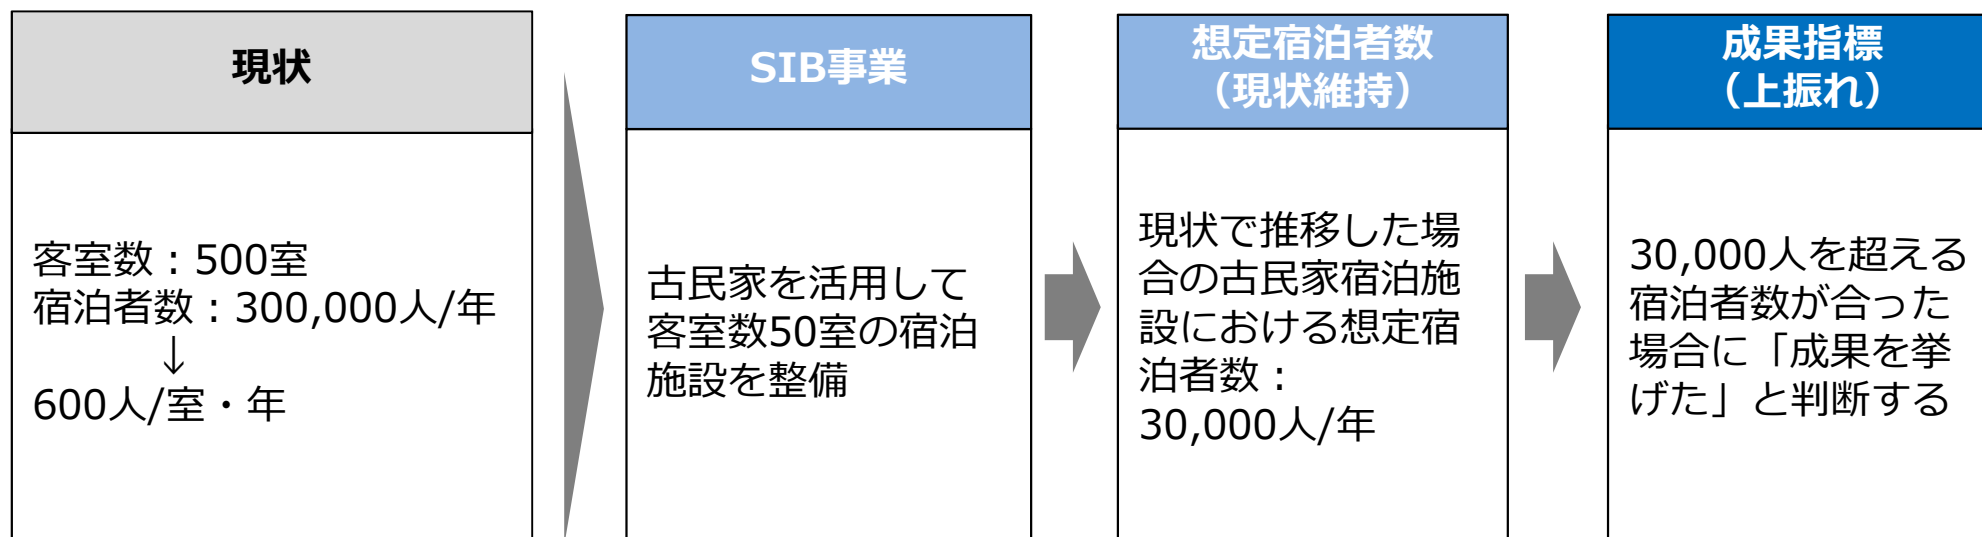 現状
客室数：500室
宿泊者数：300,000人/年
↓
600人/室・年
SIB事業
古民家を活用して
客室数50室の宿泊
施設を整備
想定宿泊者数
（現状維持）
現状で推移した場
合の古民家宿泊施
設における想定宿
泊者数：
30,000人/年
成果指標
（上振れ）
30,000人を超える
宿泊者数が合った
場合に「成果を挙
げた」と判断する